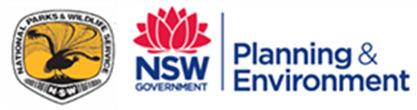 NATIONAL PARKS & WILDLIFE SERVICE
NSW
NSW
GOVERNMENT
Planning &
Environment